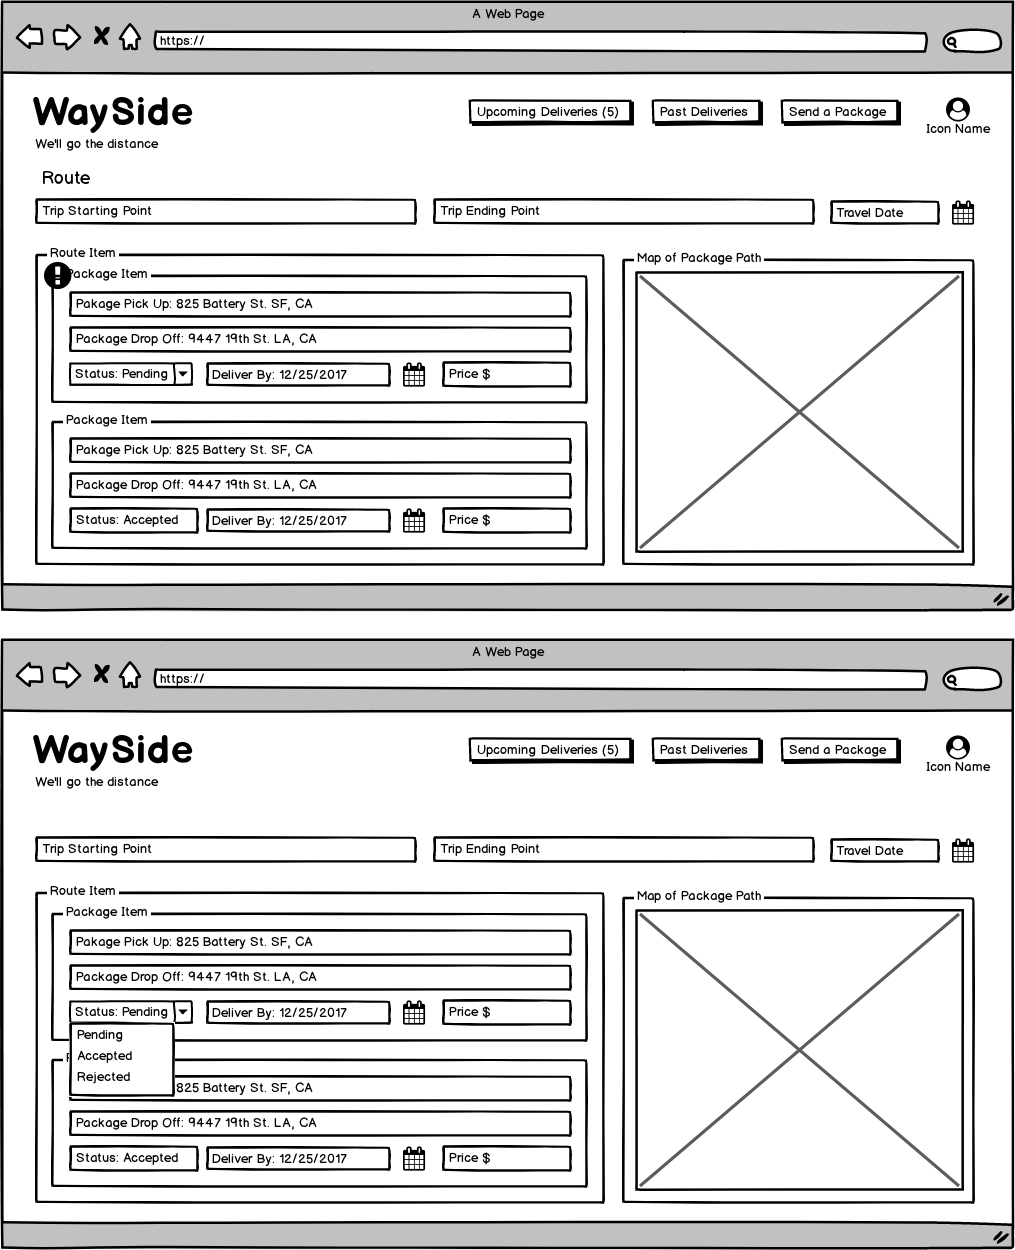 A Web Page
https://
WaySide
Upcoming Deliveries (5)
Past Deliveries
Send a Package
Icon Name
We'll go the distance
Route
Trip Starting Point
Trip Ending Point
Travel Date
Route Item
Package Item
Pakage Pick Up: 825 Battery St. SF, CA
Package Drop Off: 9447 19th St. LA, CA
Status: Pending
Deliver By: 12/25/2017
Price $
Package Item
Pakage Pick Up: 825 Battery St. SF, CA
Package Drop Off: 9447 19th St. LA, CA
Status: Accepted
Deliver By: 12/25/2017
Price $
Map of Package Path
A Web Page
https://
WaySide
Upcoming Deliveries (5)
Past Deliveries
Send a Package
Icon Name
We'll go the distance
Trip Starting Point
Trip Ending Point
Travel Date
Route Item
Package Item
Pakage Pick Up: 825 Battery St. SF, CA
Package Drop Off: 9447 19th St. LA, CA
Status: Pending
Deliver By: 12/25/2017
Price $
Pending
Accepted
Rejected
825 Battery St. SF, CA
Package Drop Off: 9447 19th St. LA, CA
Status: Accepted
Deliver By: 12/25/2017
Price $
Map of Package Path